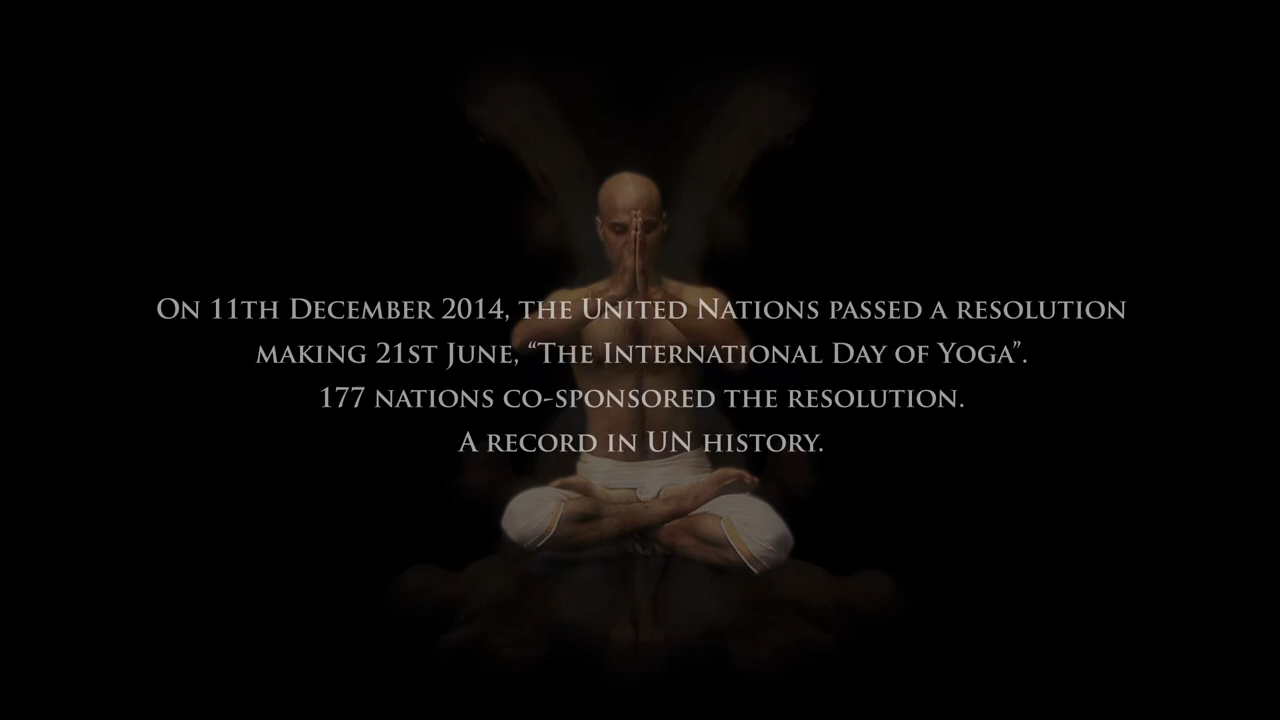 On 11th December 2014, the United Nations passed a resolution
making 21st June, “The International Day of Yoga”.
177 nations co-sponsored the resolution.
A record in UN history.